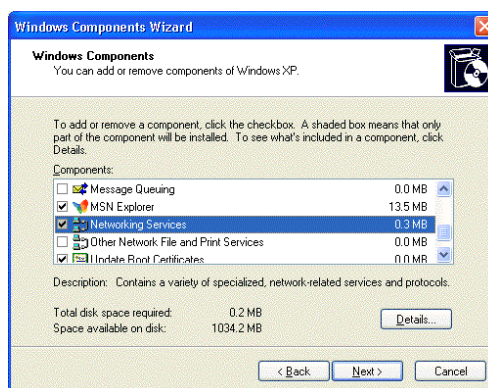 Windows Components Wizard
Windows Components
You can add or remove components of Windows XP.
To add or remove a component, click the checkbox. A shaded box means that only
part of the component will be installed. To see what's included in a component, click
Details.
Components:
Message Queuing 0.0 MB
MSN Explorer 13.5 MB
Networking Services 0.3 MB
Other Network File and Print Services 0.0 MB
Update Root Certificates 0.0 MB
Description: Contains a variety of specialized, network-related services and protocols.
Total disk space required: 0.2 MB
Space available on disk: 1034.2 MB
Details...
< Back Next > Cancel